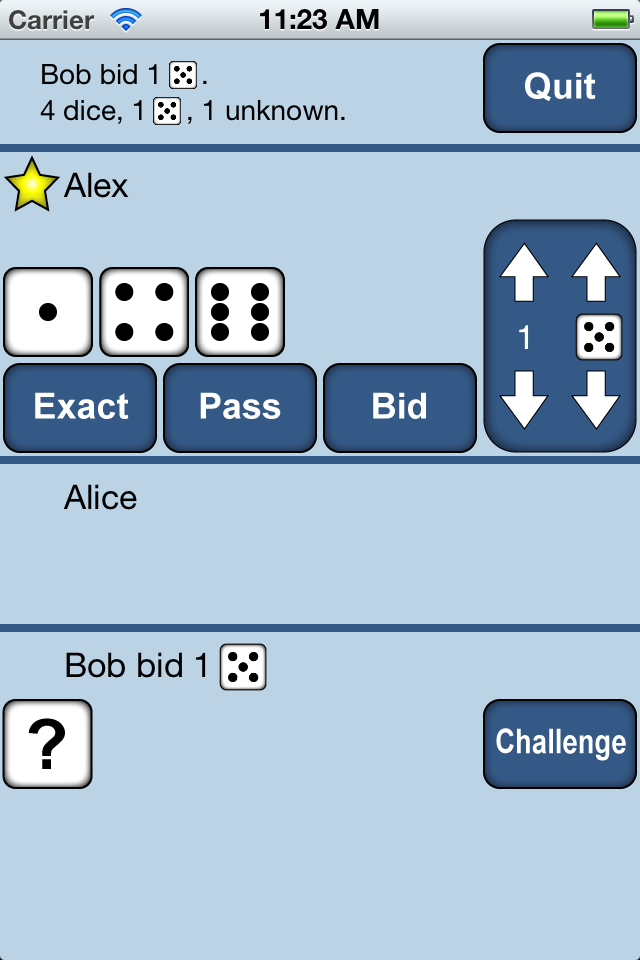 Carrier 11:23 AM
Bob bid 1 .
4 dice, 1 , 1 unknown.
Quit
Alex
1
Exact Pass Bid
Alice
Bob bid 1
?
Challenge